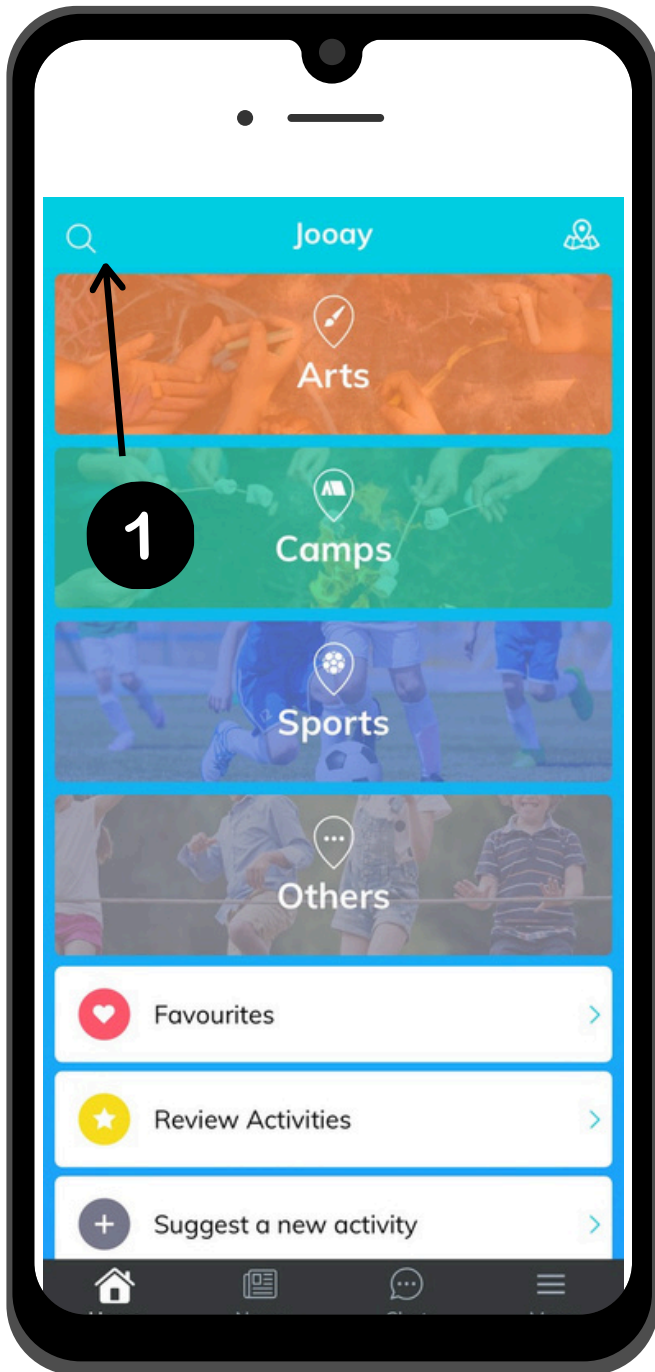 Jooay
Arts
1
Camps
Sports
Others
Favourites
Review Activities
Suggest a new activity